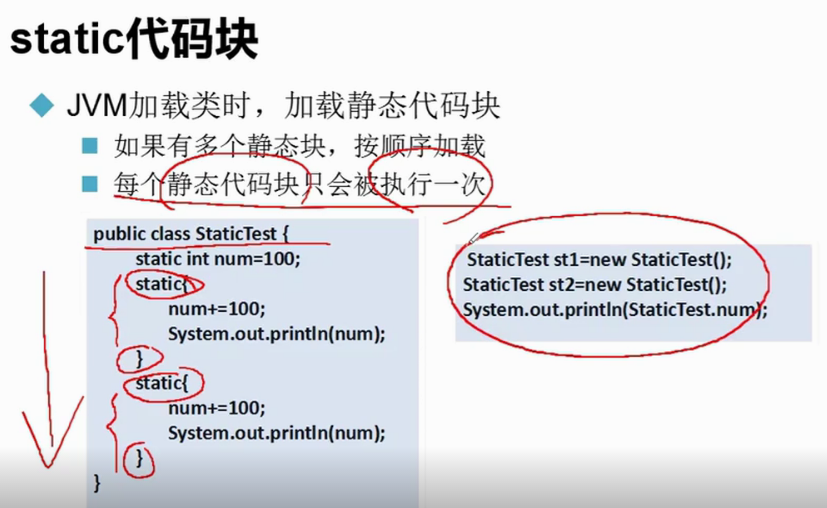 static代码块
JVM加载类时，加载静态代码块
如果有多个静态块，按顺序加载
每个静态代码块只会被执行一次
public class StaticTest {
static int num=100;
static{
num+=100;
System.out.println(num);
}
static{
num+=100;
System.out.println(num);
}
}
StaticTest st1=new StaticTest();
StaticTest st2=new StaticTest();
System.out.println(StaticTest.num);